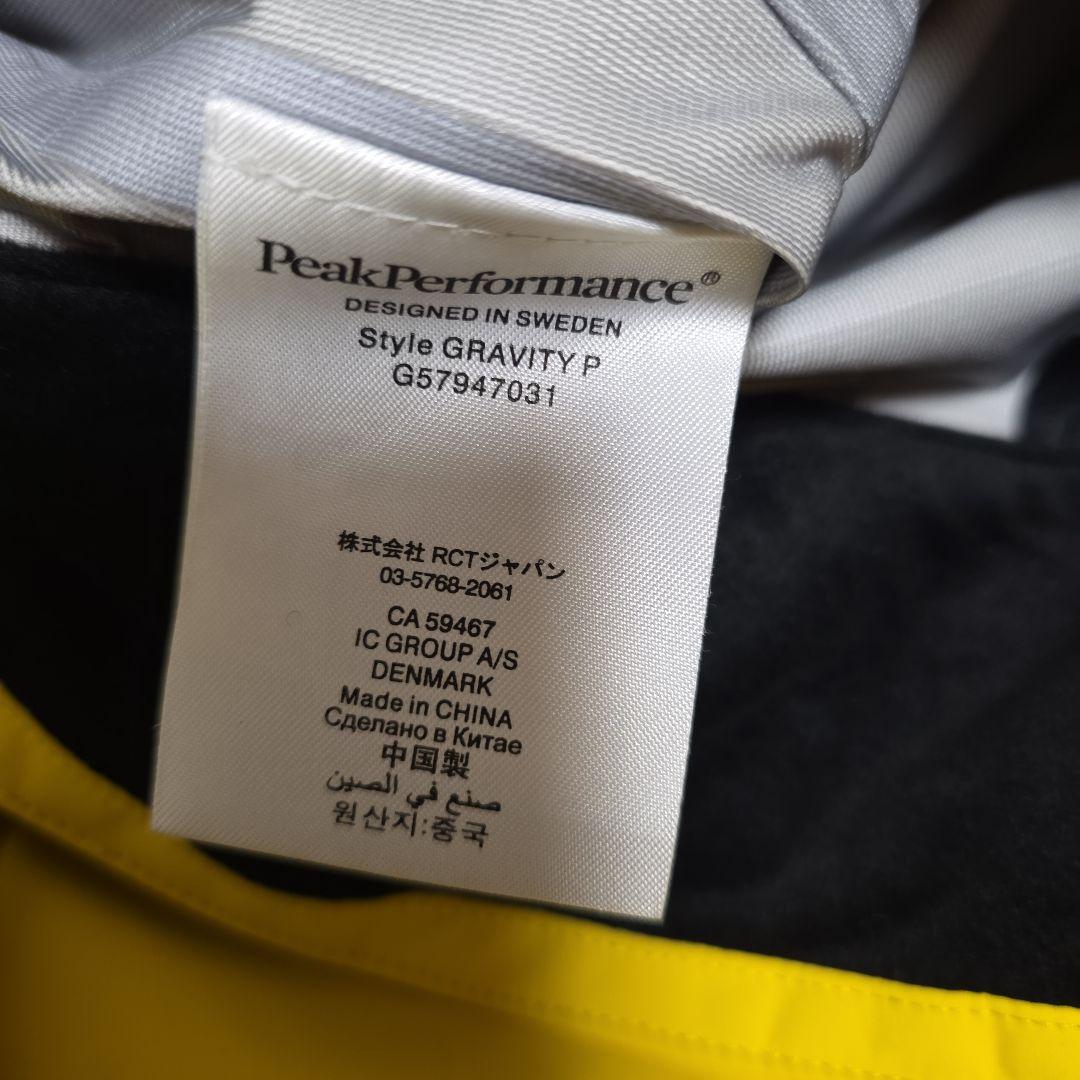 PeakPerformance®
DESIGNED IN SWEDEN
Style GRAVITY P
G57947031
株式会社 RCTジャパン
03-5768-2061
CA 59467
IC GROUP A/S
DENMARK
Made in CHINA
Сделано в Китае
中国製
صنع في الصين
원산지:중국